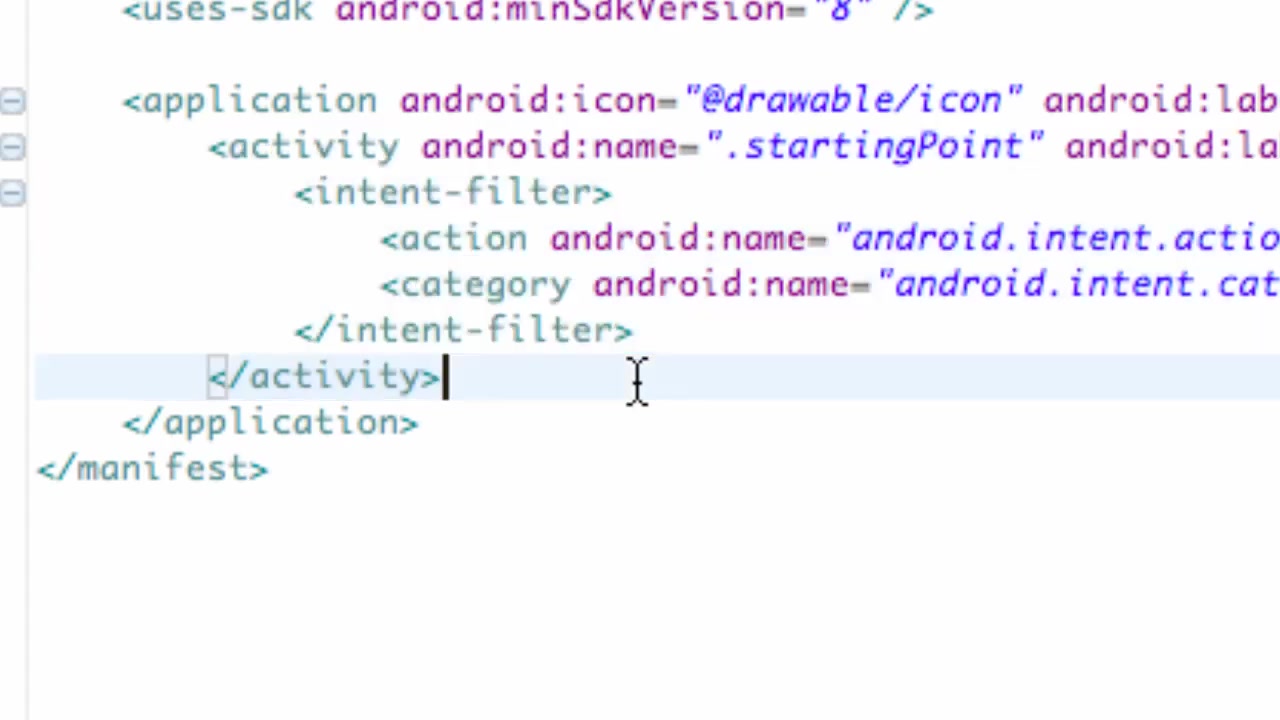 <uses-sdk android:minSdkVersion="8" />
<application android:icon="@drawable/icon" android:lab
<activity android:name=".startingPoint" android:la
<intent-filter>
<action android:name="android.intent.actio
<category android:name="android.intent.cat
</intent-filter>
</activity>
</application>
</manifest>